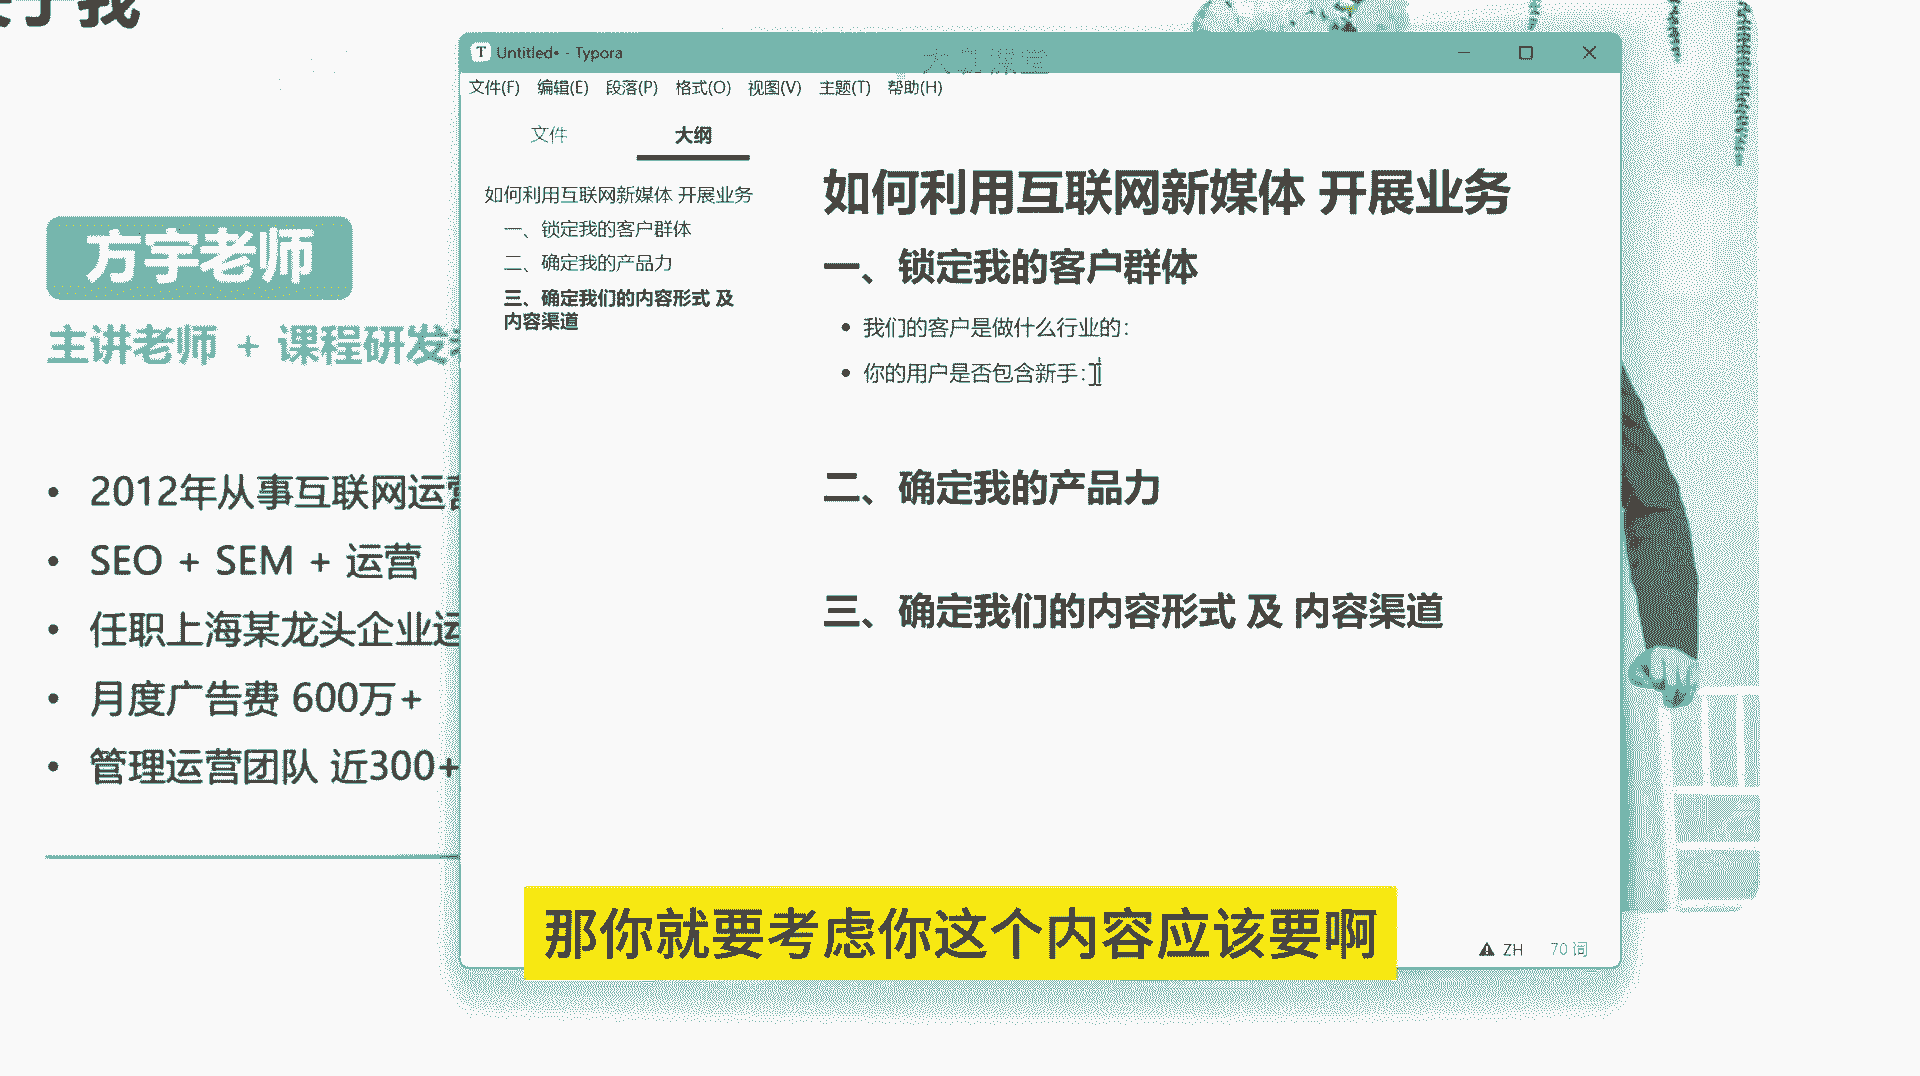 我
Untitled• - Typora
文件(F) 编辑(E) 段落(P) 格式(O) 视图(V) 主题(T) 帮助(H)
文件 大纲
如何利用互联网新媒体 开展业务
一、锁定我的客户群体
二、确定我的产品力
三、确定我们的内容形式 及
内容渠道
如何利用互联网新媒体 开展业务
一、锁定我的客户群体
• 我们的客户是做什么行业的:
• 你的用户是否包含新手:
二、确定我的产品力
三、确定我们的内容形式 及 内容渠道
ZH 70 词
方宇老师
主讲老师 + 课程研发
• 2012年从事互联网运营
• SEO + SEM + 运营
• 任职上海某龙头企业运
• 月度广告费 600万+
• 管理运营团队 近300+
那你就要考虑你这个内容应该要啊